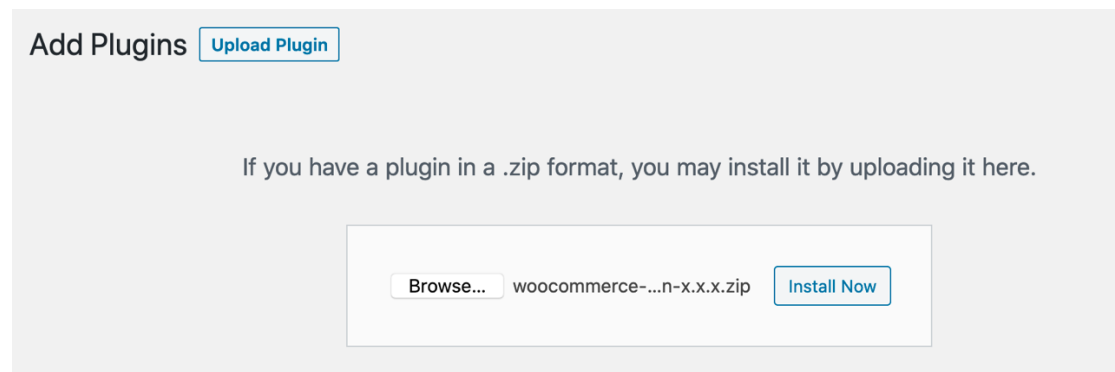 Add Plugins Upload Plugin
If you have a plugin in a .zip format, you may install it by uploading it here.
Browse... woocommerce-...n-x.x.x.zip Install Now